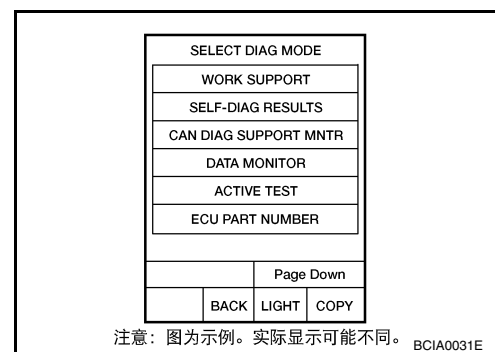 SELECT DIAG MODE
WORK SUPPORT
SELF-DIAG RESULTS
CAN DIAG SUPPORT MNTR
DATA MONITOR
ACTIVE TEST
ECU PART NUMBER
Page Down
BACK LIGHT COPY
注意：图为示例。实际显示可能不同。 BCIA0031E